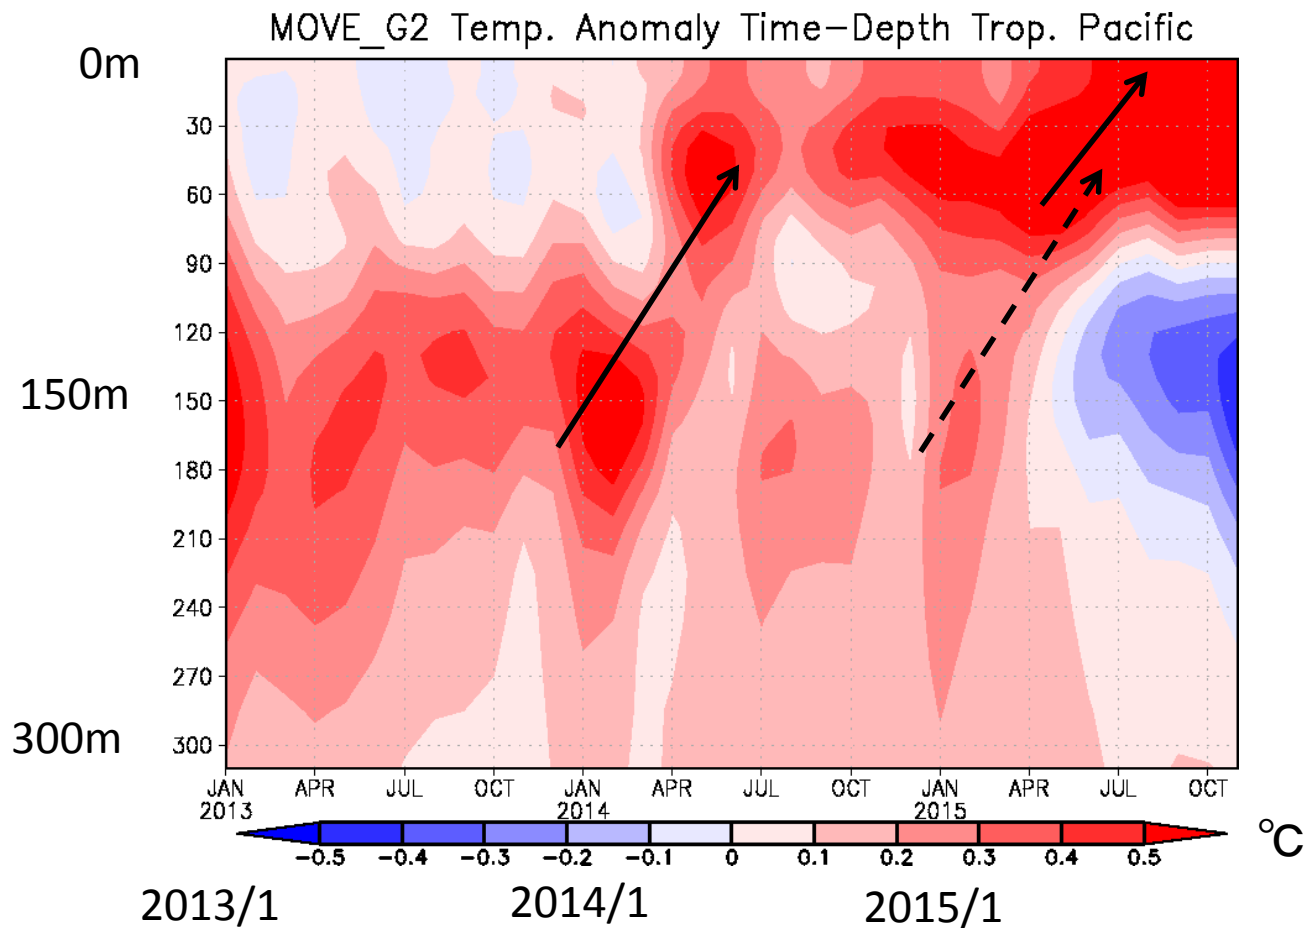 MOVE_G2 Temp. Anomaly Time-Depth Trop. Pacific
0m
30
60
90
120
150m
150
180
210
240
270
300m
300
JAN APR JUL OCT JAN APR JUL OCT JAN APR JUL OCT
2013 2014 2015
-0.5 -0.4 -0.3 -0.2 -0.1 0 0.1 0.2 0.3 0.4 0.5
℃
2013/1 2014/1 2015/1